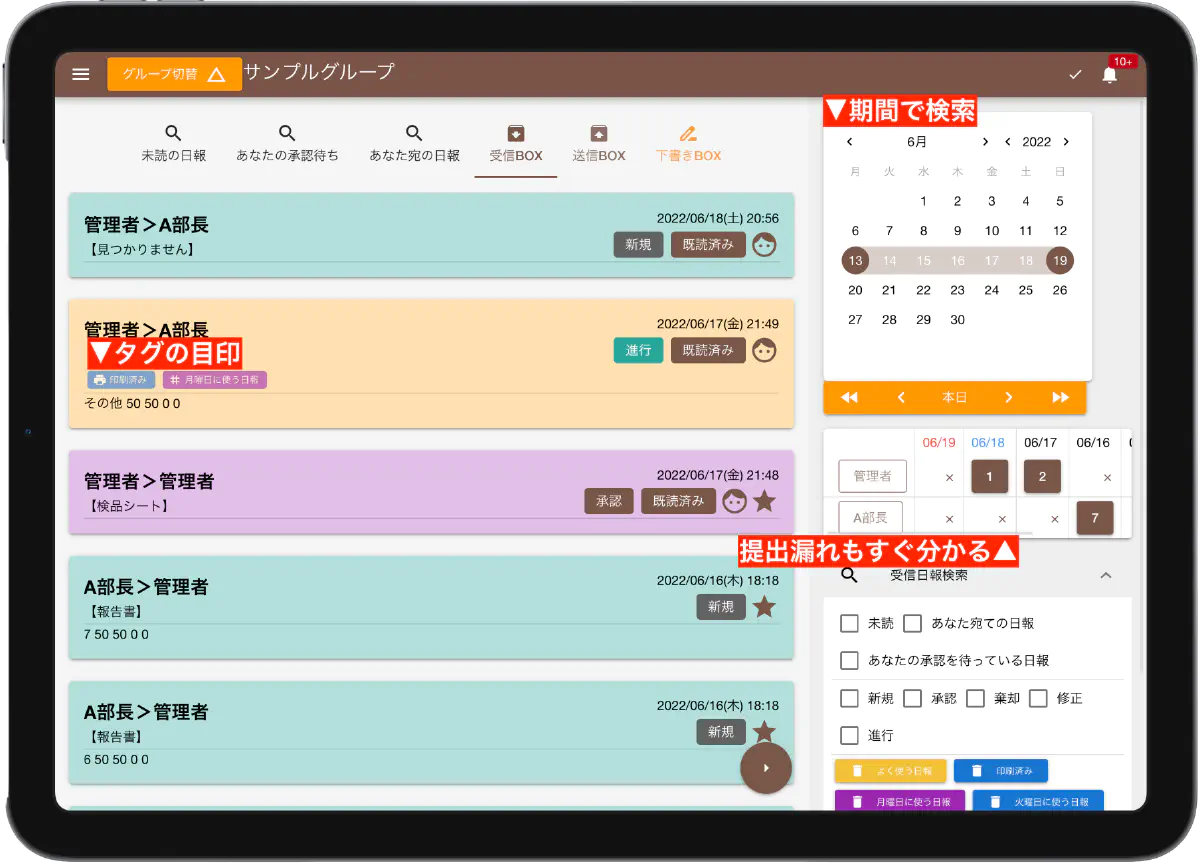 グループ切替 サンプルグループ
10+
未読の日報 あなたの承認待ち あなた宛の日報 受信BOX 送信BOX 下書きBOX
管理者＞A部長
2022/06/18(土) 20:56
【見つかりません】
新規 既読済み
管理者＞A部長
2022/06/17(金) 21:49
▼タグの目印
進行 既読済み
印刷済み # 月曜日に使う日報
その他 50 50 0 0
管理者＞管理者
2022/06/17(金) 21:48
【検品シート】
承認 既読済み
A部長＞管理者
2022/06/16(木) 18:18
【報告書】
新規
7 50 50 0 0
A部長＞管理者
2022/06/16(木) 18:18
【報告書】
新規
6 50 50 0 0
▼期間で検索
6月 2022
月 火 水 木 金 土 日
1 2 3 4 5
6 7 8 9 10 11 12
13 14 15 16 17 18 19
20 21 22 23 24 25 26
27 28 29 30
本日
06/19 06/18 06/17 06/16
管理者 × 1 2 ×
A部長 × × × 7
提出漏れもすぐ分かる▲
受信日報検索
未読 あなた宛ての日報
あなたの承認を待っている日報
新規 承認 棄却 修正
進行
よく使う日報 印刷済み
月曜日に使う日報 火曜日に使う日報